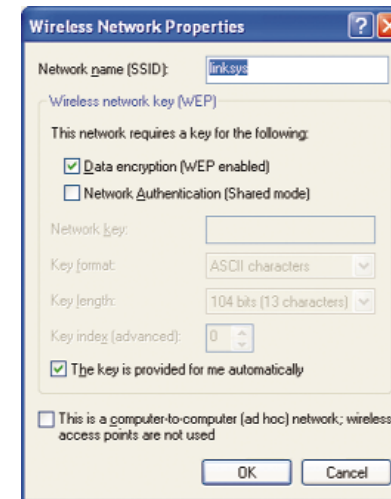 Wireless Network Properties
Network name (SSID):
linksys
Wireless network key (WEP)
This network requires a key for the following:
Data encryption (WEP enabled)
Network Authentication (Shared mode)
Network key:
Key format:
ASCII characters
Key length:
104 bits (13 characters)
Key index (advanced):
0
The key is provided for me automatically
This is a computer-to-computer (ad hoc) network; wireless
access points are not used
OK
Cancel